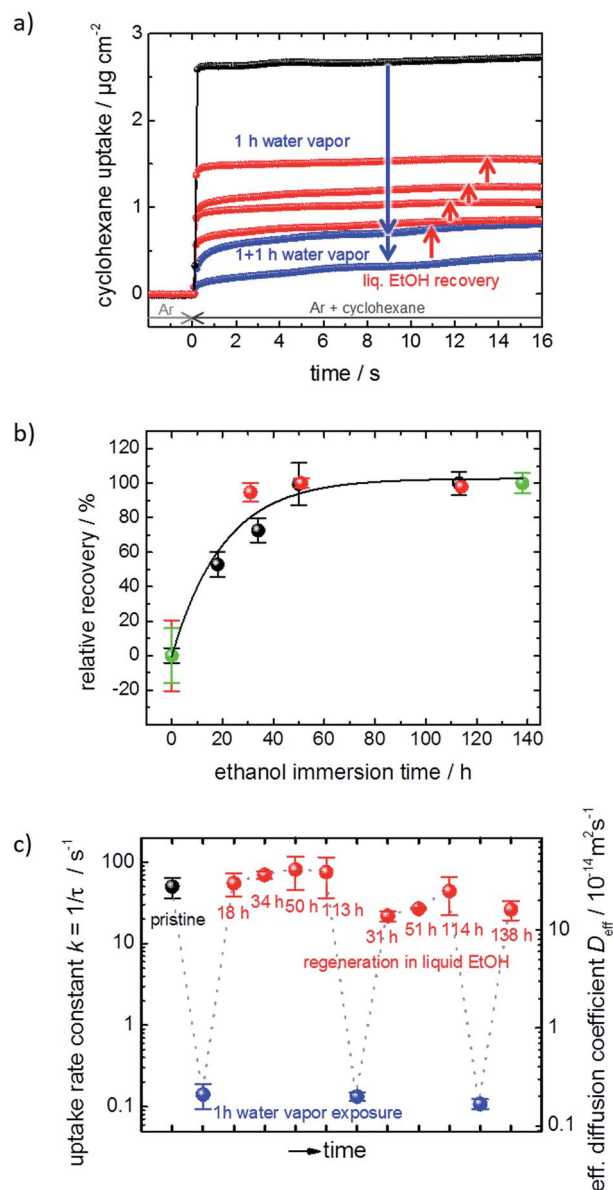 a)
cyclohexane uptake / µg cm-2
3
2
1
0
1 h water vapor
1+1 h water vapor
liq. EtOH recovery
Ar
Ar + cyclohexane
0 2 4 6 8 10 12 14 16
time / s
b)
relative recovery / %
120
100
80
60
40
20
0
-20
0 20 40 60 80 100 120 140
ethanol immersion time / h
c)
uptake rate constant k = 1/τ / s-1
100
10
1
0.1
pristine
18 h
34 h
50 h
113 h
31 h
51 h
114 h
138 h
regeneration in liquid EtOH
1h water vapor exposure
10
1
0.1
eff. diffusion coefficient Deff / 10-14 m2s-1
time